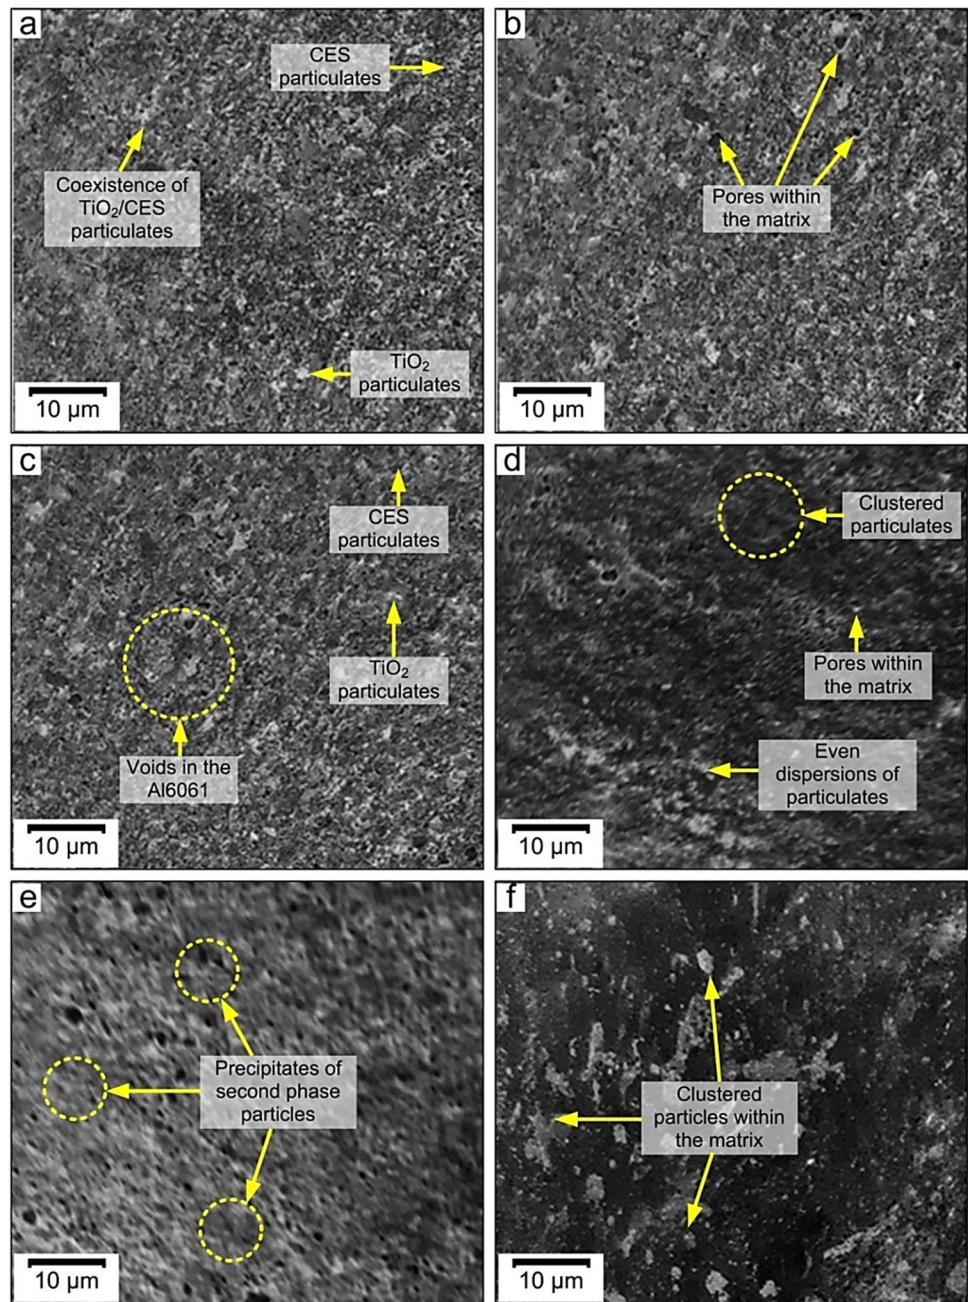 a
CES
particulates
Coexistence of
TiO₂/CES
particulates
TiO₂
particulates
10 µm
b
Pores within
the matrix
10 µm
c
CES
particulates
TiO₂
particulates
Voids in the
Al6061
10 µm
d
Clustered
particulates
Pores within
the matrix
Even
dispersions of
particulates
10 µm
e
Precipitates of
second phase
particles
10 µm
f
Clustered
particles within
the matrix
10 µm